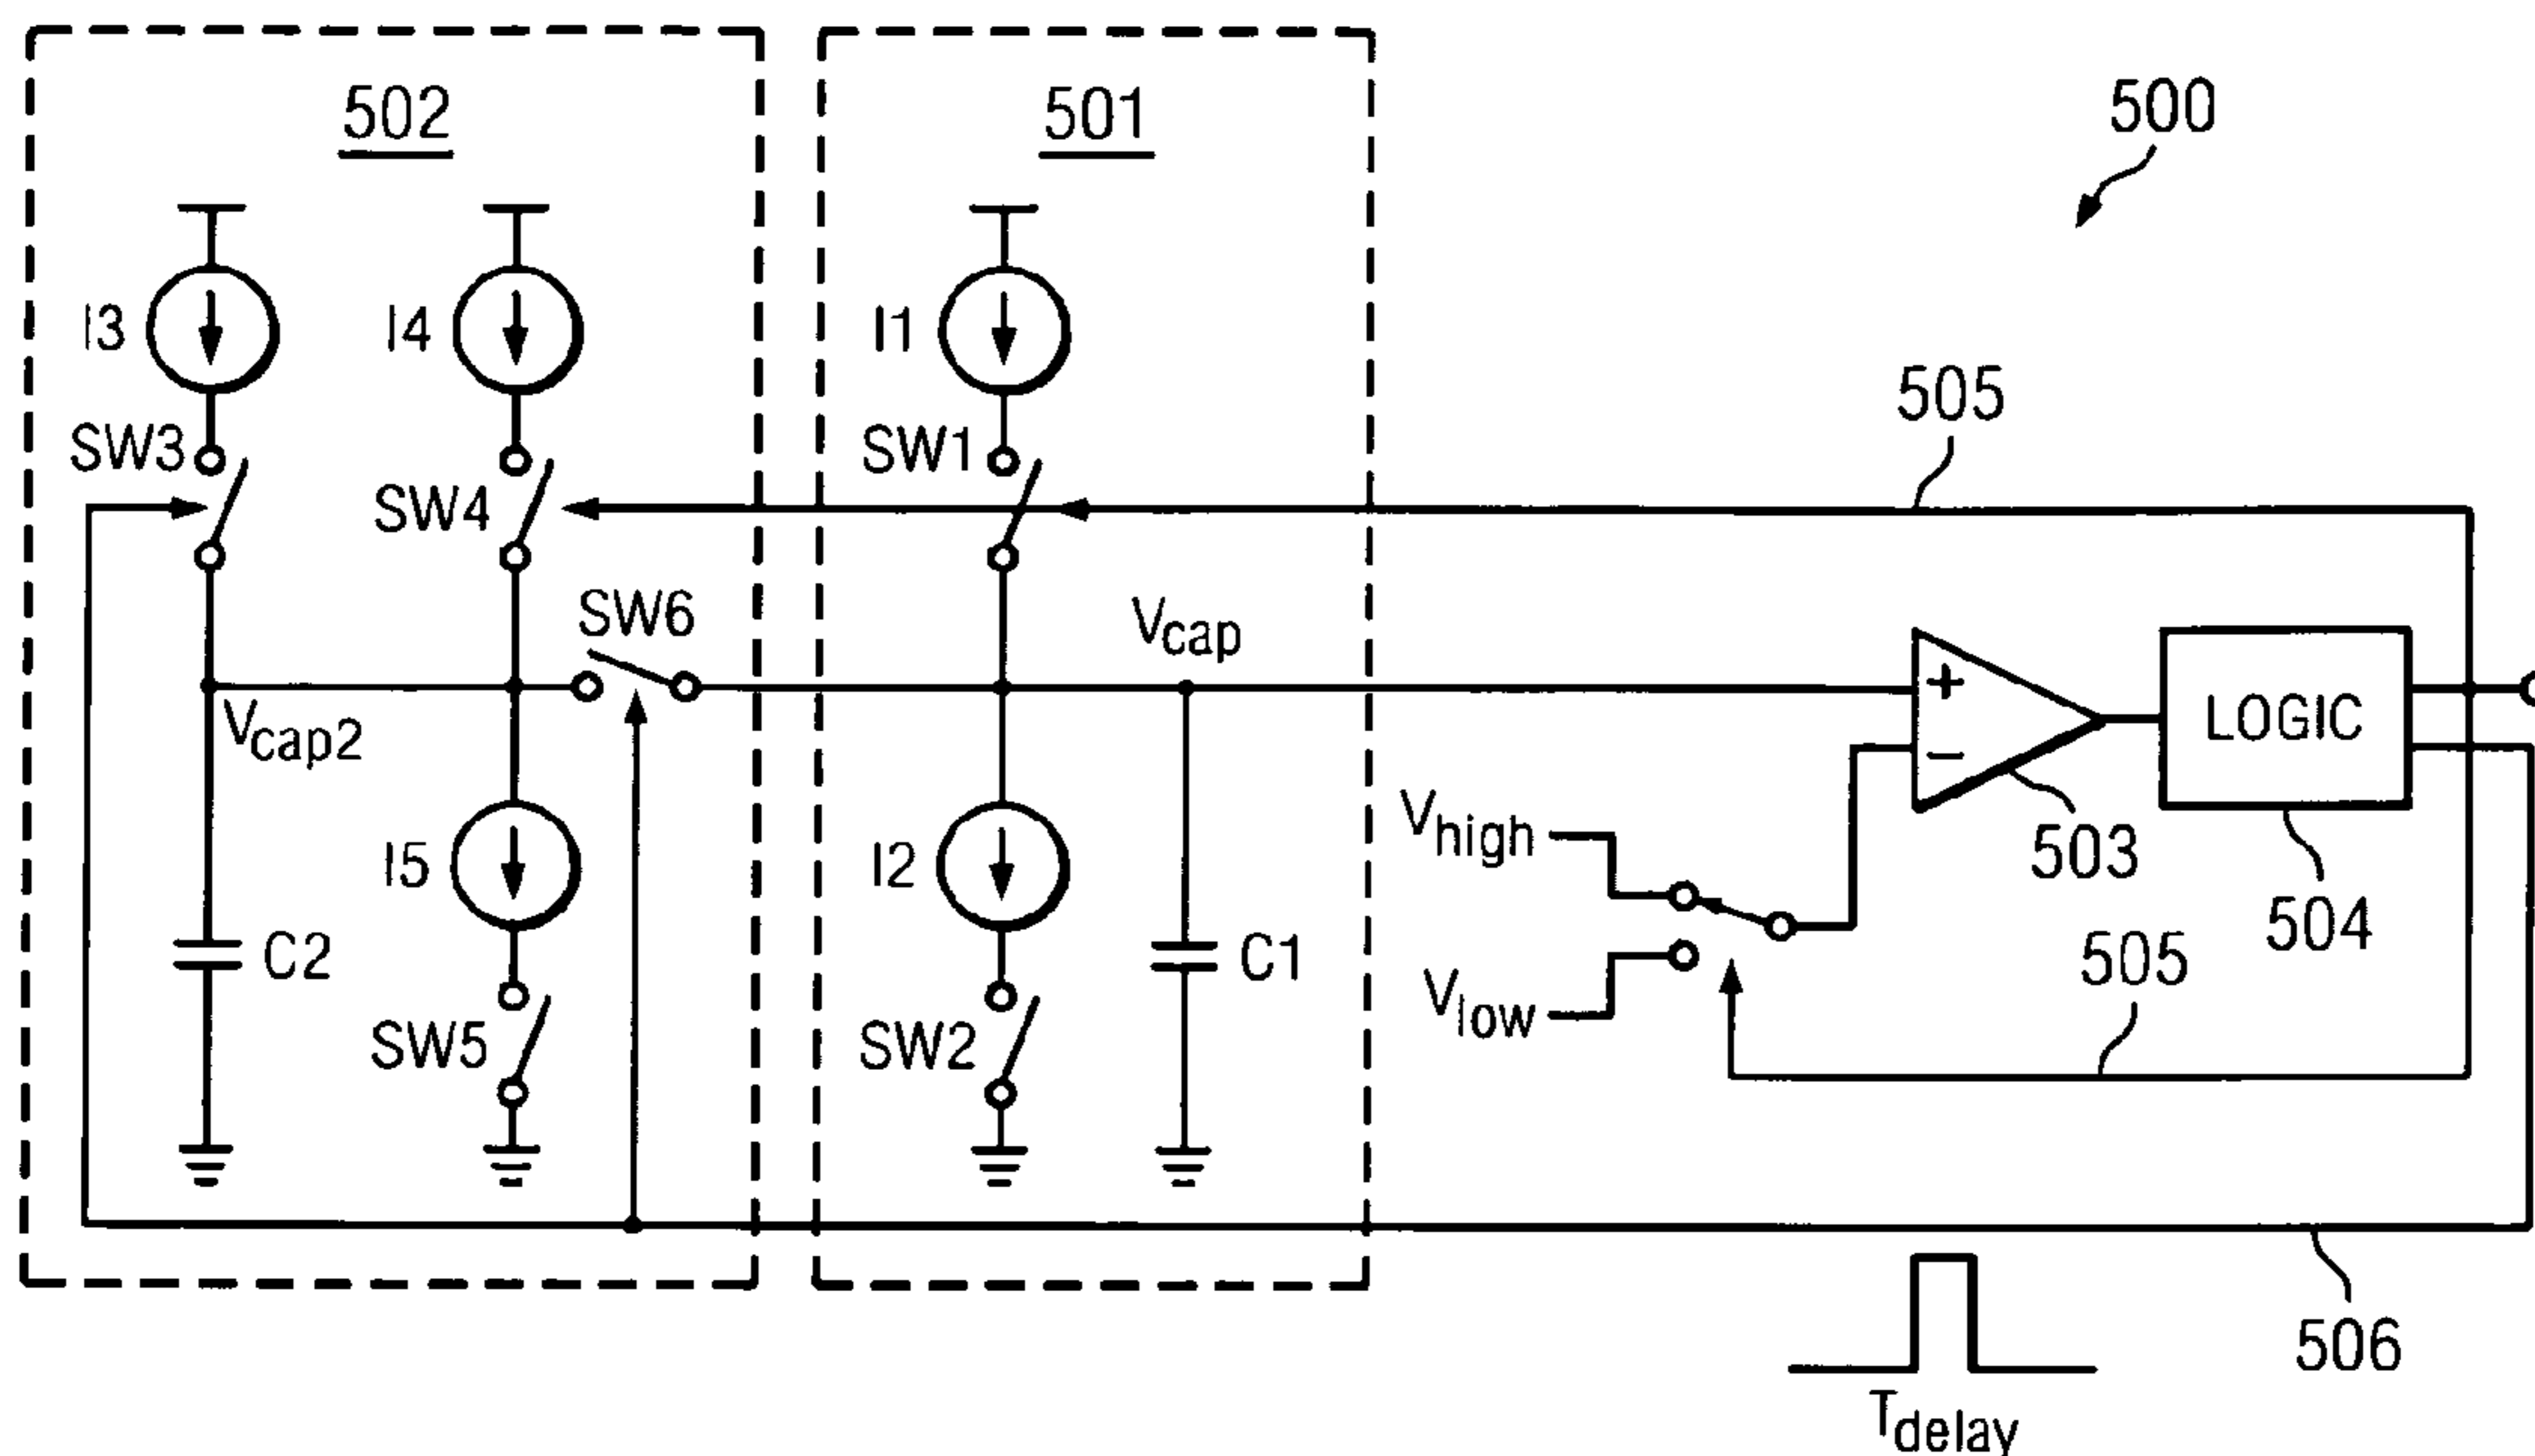 502
501
500
I3
I4
I1
SW3
SW4
SW1
505
SW6
Vcap
Vcap2
+
−
LOGIC
Vhigh
503
I5
I2
504
C2
C1
505
Vlow
SW5
SW2
506
Tdelay